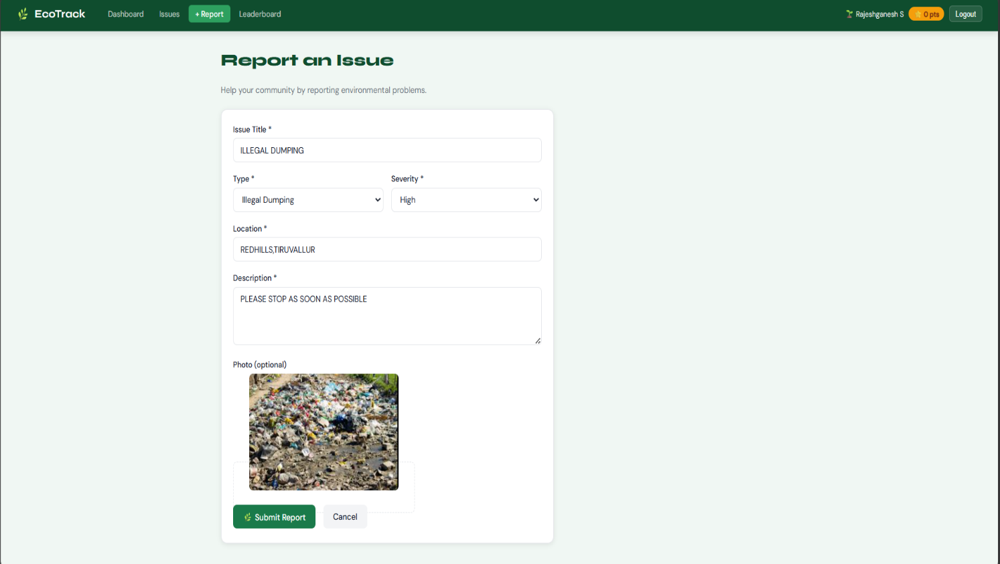 EcoTrack
Dashboard
Issues
+ Report
Leaderboard
Rajeshganesh S
0 pts
Logout
Report an Issue
Help your community by reporting environmental problems.
Issue Title *
ILLEGAL DUMPING
Type *
Severity *
Illegal Dumping
High
Location *
REDHILLS,TIRUVALLUR
Description *
PLEASE STOP AS SOON AS POSSIBLE
Photo (optional)
Submit Report
Cancel